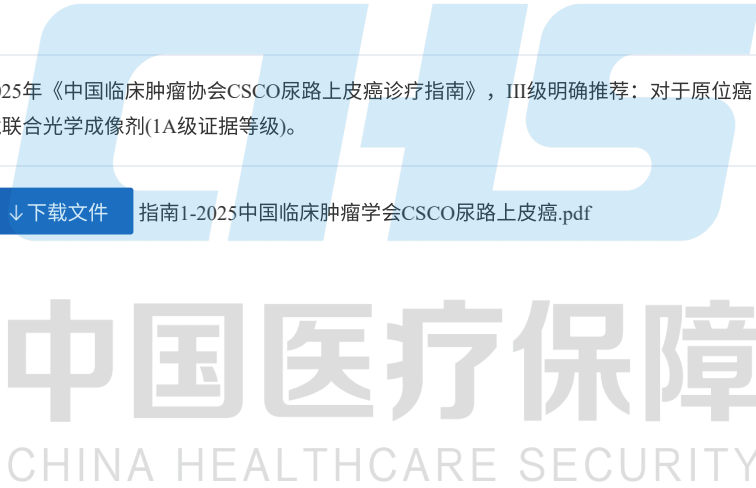 025年《中国临床肿瘤协会CSCO尿路上皮癌诊疗指南》，III级明确推荐：对于原位癌
联合光学成像剂(1A级证据等级)。
↓下载文件 指南1-2025中国临床肿瘤学会CSCO尿路上皮癌.pdf
CHS
中国医疗保障
CHINA HEALTHCARE SECURITY